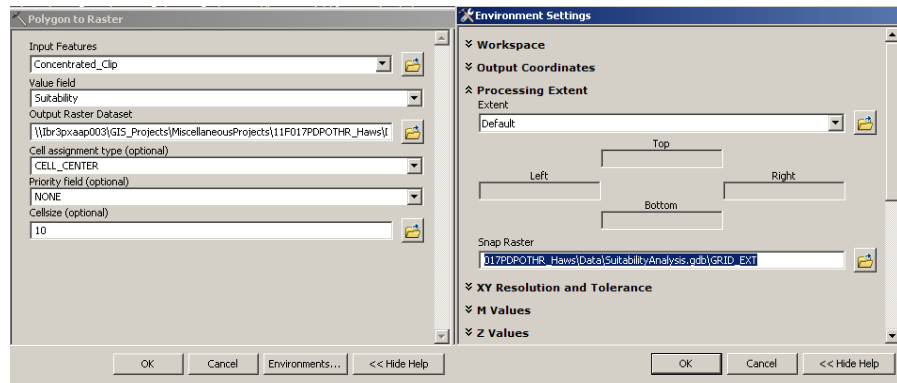 Polygon to Raster
Input Features
Concentrated_Clip
Value field
Suitability
Output Raster Dataset
\\Ibr3pxaap003\GIS_Projects\MiscellaneousProjects\11F017PDPOTHR_Haws\I
Cell assignment type (optional)
CELL_CENTER
Priority field (optional)
NONE
Cellsize (optional)
10
OK
Cancel
Environments...
<< Hide Help
Environment Settings
Workspace
Output Coordinates
Processing Extent
Extent
Default
Top
Left
Right
Bottom
Snap Raster
017PDPOTHR_Haws\Data\SuitabilityAnalysis.gdb\GRID_EXT
XY Resolution and Tolerance
M Values
Z Values
OK
Cancel
<< Hide Help